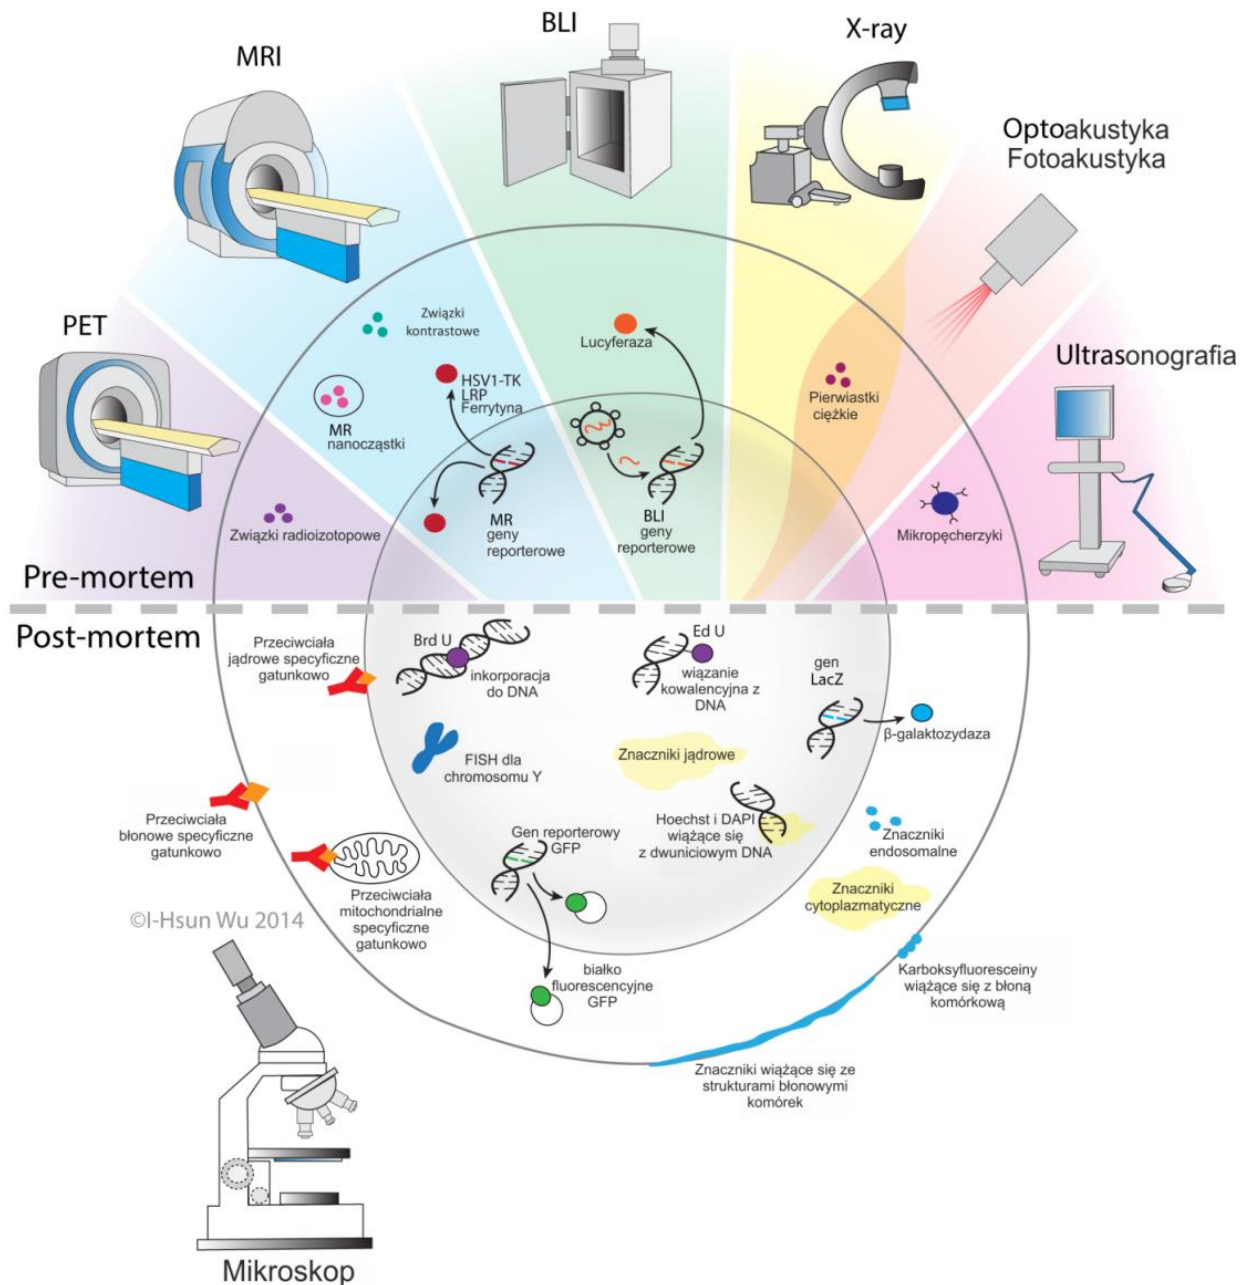 BLI
X-ray
MRI
Optoakustyka
Fotoakustyka
PET
Ultrasonografia
Związki
kontrastowe
Lucyferaza
HSV1-TK
LRP
Ferrytyna
Pierwiastki
ciężkie
MR
nanocząstki
Związki radioizotopowe
MR
geny
reporterowe
BLI
geny
reporterowe
Mikropęcherzyki
Pre-mortem
Post-mortem
Przeciwciała
jądrowe specyficzne
gatunkowo
Brd U
inkorporacja
do DNA
Ed U
wiązanie
kowalencyjna z
DNA
gen
LacZ
β-galaktozydaza
FISH dla
chromosomu Y
Znaczniki jądrowe
Przeciwciała
błonowe specyficzne
gatunkowo
Gen reporterowy
GFP
Hoechst i DAPI
wiążące się
z dwuniciowym DNA
Znaczniki
endosomalne
Przeciwciała
mitochondrialne
specyficzne
gatunkowo
Znaczniki
cytoplazmatyczne
©I-Hsun Wu 2014
białko
fluorescencyjne
GFP
Karboksyfluoresceiny
wiążące się z błoną
komórkową
Znaczniki wiążące się ze
strukturami błonowymi
komórek
Mikroskop